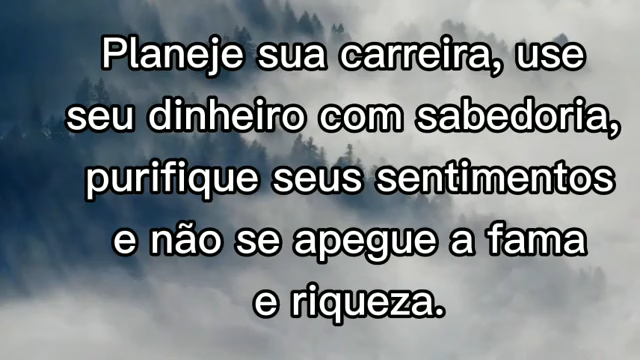 Planeje sua carreira, use
seu dinheiro com sabedoria,
purifique seus sentimentos
e não se apegue a fama
e riqueza.